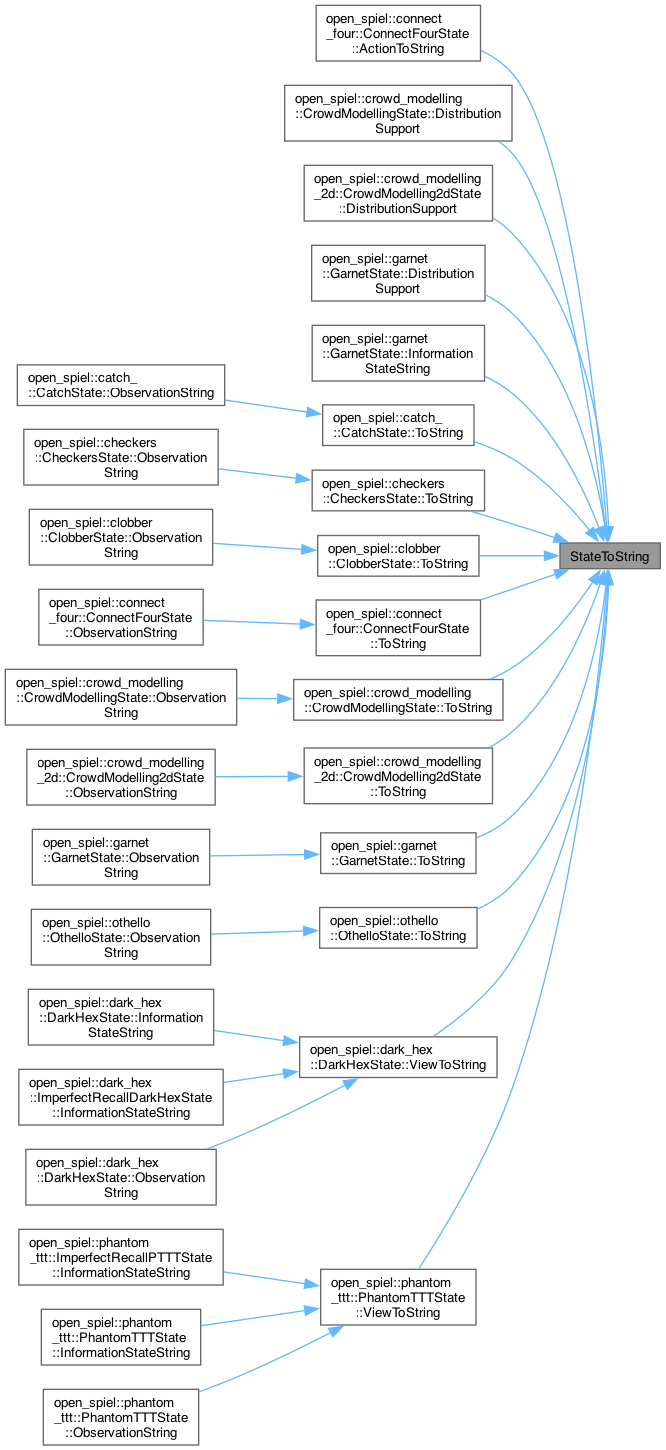 open_spiel::connect
_four::ConnectFourState
::ActionToString
open_spiel::crowd_modelling
::CrowdModellingState::Distribution
Support
open_spiel::crowd_modelling
_2d::CrowdModelling2dState
::DistributionSupport
open_spiel::garnet
::GarnetState::Distribution
Support
open_spiel::garnet
::GarnetState::Information
StateString
open_spiel::catch_
::CatchState::ObservationString
open_spiel::catch_
::CatchState::ToString
open_spiel::checkers
::CheckersState::Observation
String
open_spiel::checkers
::CheckersState::ToString
open_spiel::clobber
::ClobberState::Observation
String
open_spiel::clobber
::ClobberState::ToString
StateToString
open_spiel::connect
_four::ConnectFourState
::ObservationString
open_spiel::connect
_four::ConnectFourState
::ToString
open_spiel::crowd_modelling
::CrowdModellingState::Observation
String
open_spiel::crowd_modelling
::CrowdModellingState::ToString
open_spiel::crowd_modelling
_2d::CrowdModelling2dState
::ObservationString
open_spiel::crowd_modelling
_2d::CrowdModelling2dState
::ToString
open_spiel::garnet
::GarnetState::Observation
String
open_spiel::garnet
::GarnetState::ToString
open_spiel::othello
::OthelloState::Observation
String
open_spiel::othello
::OthelloState::ToString
open_spiel::dark_hex
::DarkHexState::Information
StateString
open_spiel::dark_hex
::DarkHexState::ViewToString
open_spiel::dark_hex
::ImperfectRecallDarkHexState
::InformationStateString
open_spiel::dark_hex
::DarkHexState::Observation
String
open_spiel::phantom
_ttt::ImperfectRecallPTTTState
::InformationStateString
open_spiel::phantom
_ttt::PhantomTTTState
::ViewToString
open_spiel::phantom
_ttt::PhantomTTTState
::InformationStateString
open_spiel::phantom
_ttt::PhantomTTTState
::ObservationString